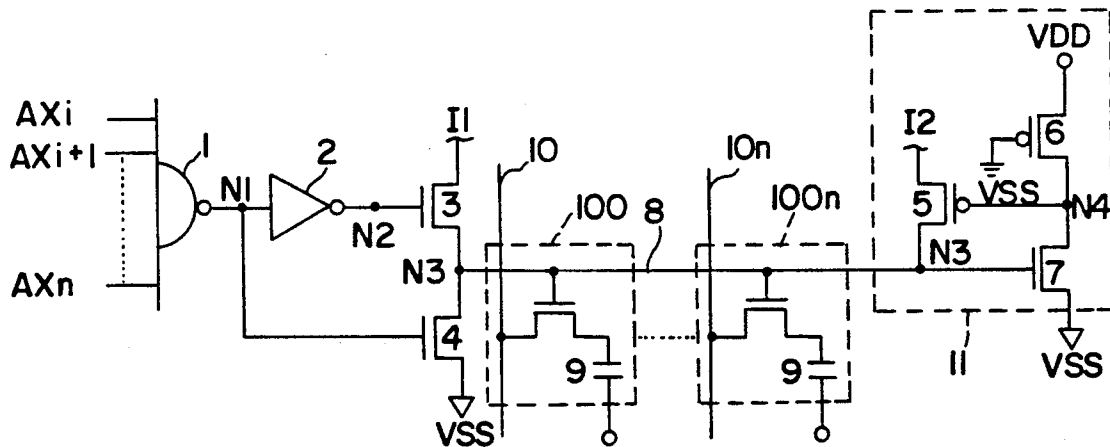 VDD
AXi
AXi+1
AXn
1
2
N1
N2
I1
3
4
VSS
N3
10
100
8
9
10n
100n
9
I2
5
6
VSS
N4
N3
7
VSS
11